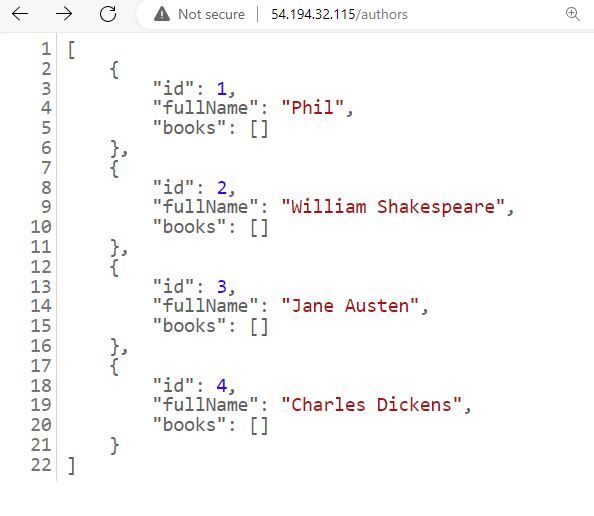 Not secure | 54.194.32.115/authors
1 [
2 {
3 "id": 1,
4 "fullName": "Phil",
5 "books": []
6 },
7 {
8 "id": 2,
9 "fullName": "William Shakespeare",
10 "books": []
11 },
12 {
13 "id": 3,
14 "fullName": "Jane Austen",
15 "books": []
16 },
17 {
18 "id": 4,
19 "fullName": "Charles Dickens",
20 "books": []
21 }
22 ]